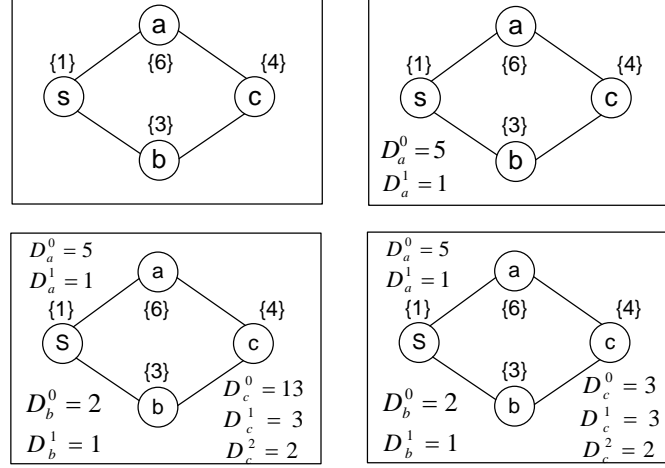 a
{1} {6} {4}
s c
{3}
b
a
{1} {6} {4}
s c
{3}
D_a^0 = 5 b
D_a^1 = 1
D_a^0 = 5
a
D_a^1 = 1
{1} {6} {4}
S c
{3}
D_b^0 = 2 b D_c^0 = 13
D_c^1 = 3
D_b^1 = 1 D_c^2 = 2
D_a^0 = 5
a
D_a^1 = 1
{1} {6} {4}
S c
{3}
D_b^0 = 2 b D_c^0 = 3
D_c^1 = 3
D_b^1 = 1 D_c^2 = 2